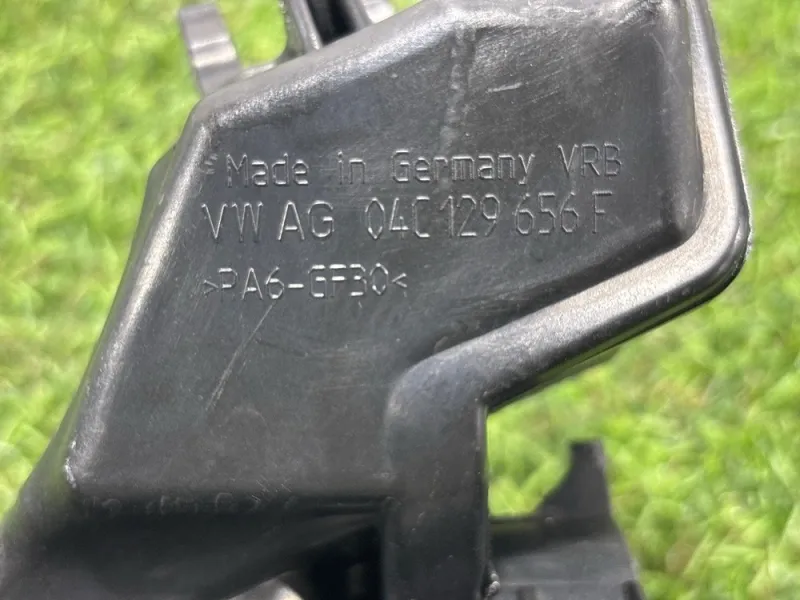 Made in Germany VRB
VW AG 04C 129 656 F
>PA6-GF30<